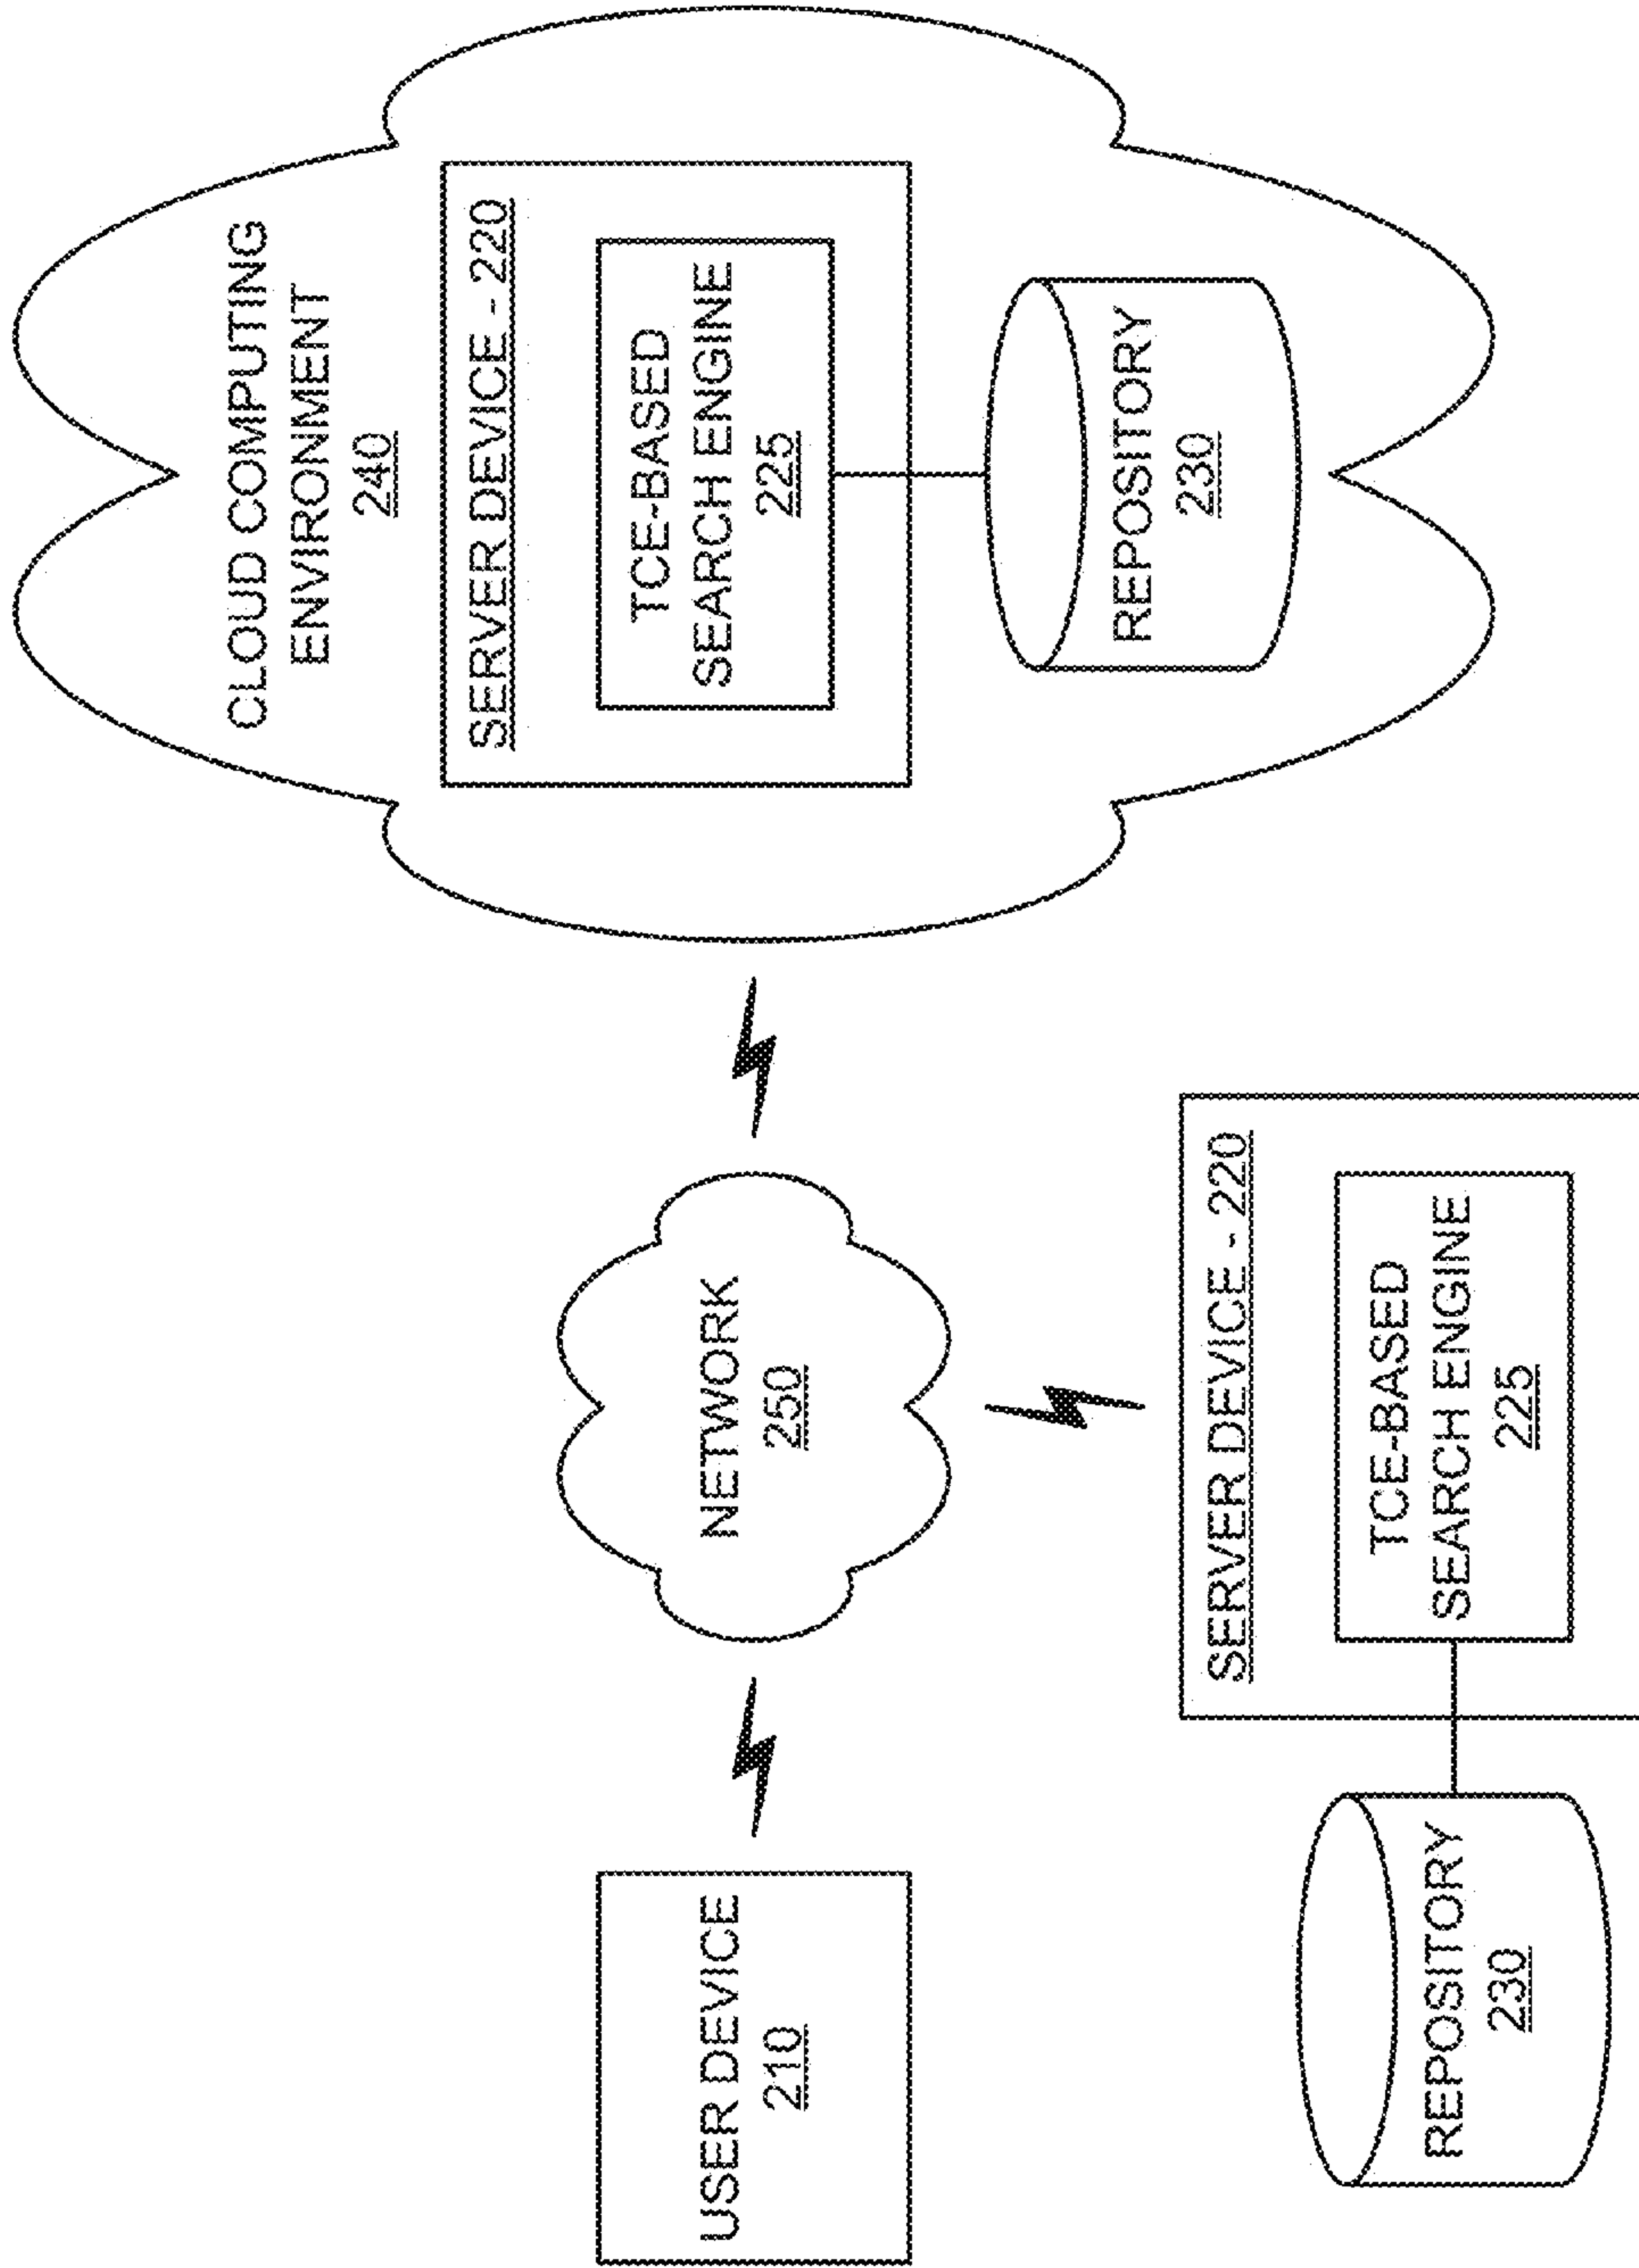 CLOUD COMPUTING
ENVIRONMENT
240
SERVER DEVICE - 220
TCE-BASED
SEARCH ENGINE
225
REPOSITORY
230
USER DEVICE
210
NETWORK
250
SERVER DEVICE - 220
TCE-BASED
SEARCH ENGINE
225
REPOSITORY
230